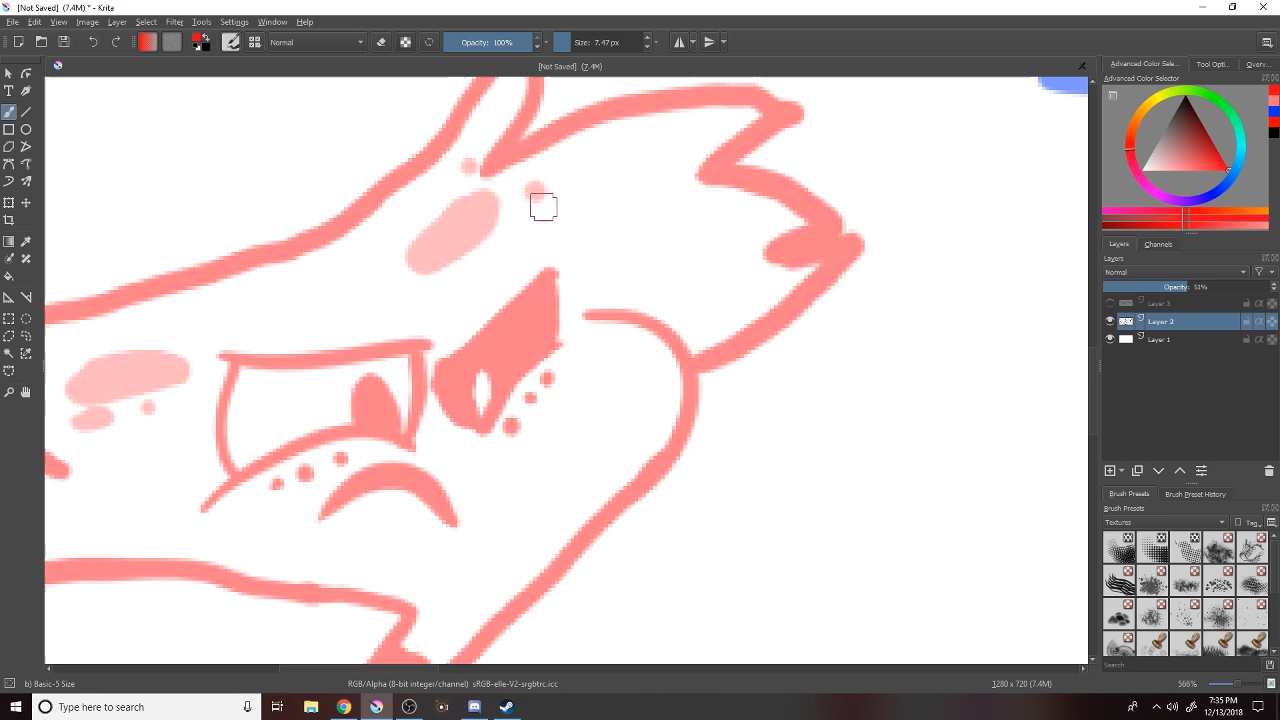 [Not Saved] (7.4M) * - Krita
File Edit View Image Layer Select Filter Tools Settings Window Help
Normal Opacity: 100% Size: 7.47 px
[Not Saved] (7.4M) Advanced Color Selec... Tool Opti... Overv...
Advanced Color Selector
Layers Channels
Layers
Normal
Opacity: 51%
Layer 3
Layer 2
Layer 1
Brush Presets Brush Preset History
Brush Presets
Textures Tag
Search
b) Basic-5 Size RGB/Alpha (8-bit integer/channel) sRGB-elle-V2-srgbtrc.icc 1280 x 720 (7.4M) 566%
Type here to search 7:35 PM
12/13/2018